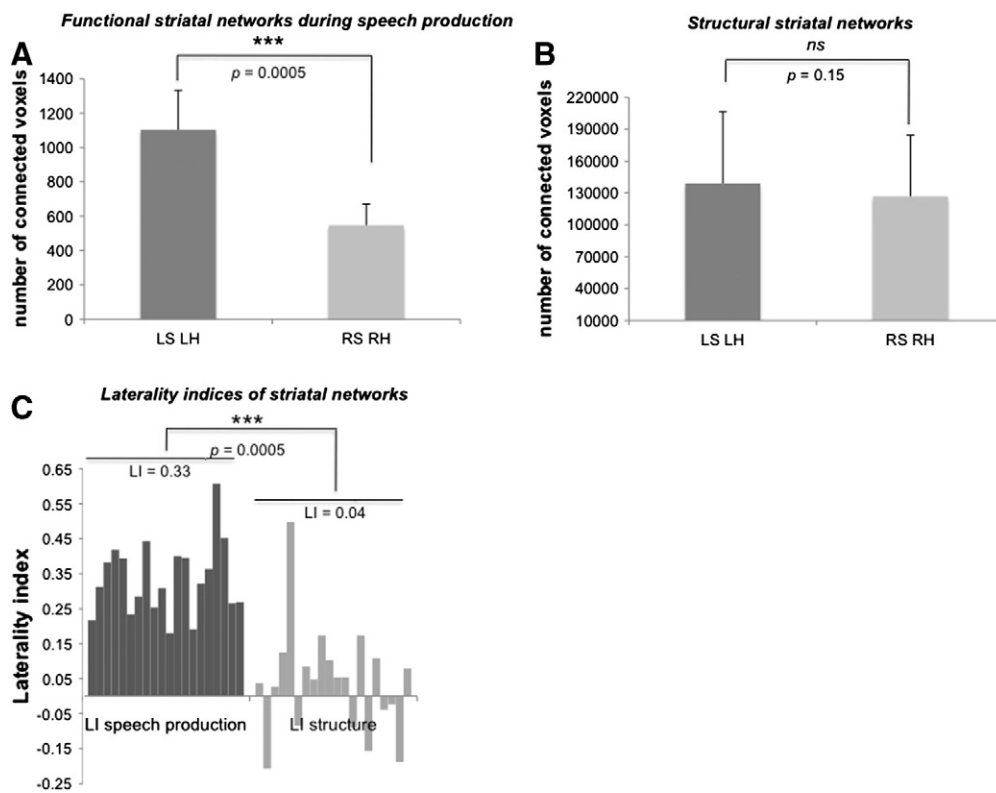 Functional striatal networks during speech production
A
***
p = 0.0005
number of connected voxels
1400
1200
1000
800
600
400
200
0
LS LH
RS RH
Structural striatal networks
B
ns
p = 0.15
number of connected voxels
220000
190000
160000
130000
100000
70000
40000
10000
LS LH
RS RH
C
Laterality indices of striatal networks
***
p = 0.0005
LI = 0.33
LI = 0.04
Laterality index
0.65
0.55
0.45
0.35
0.25
0.15
0.05
-0.05
-0.15
-0.25
LI speech production
LI structure